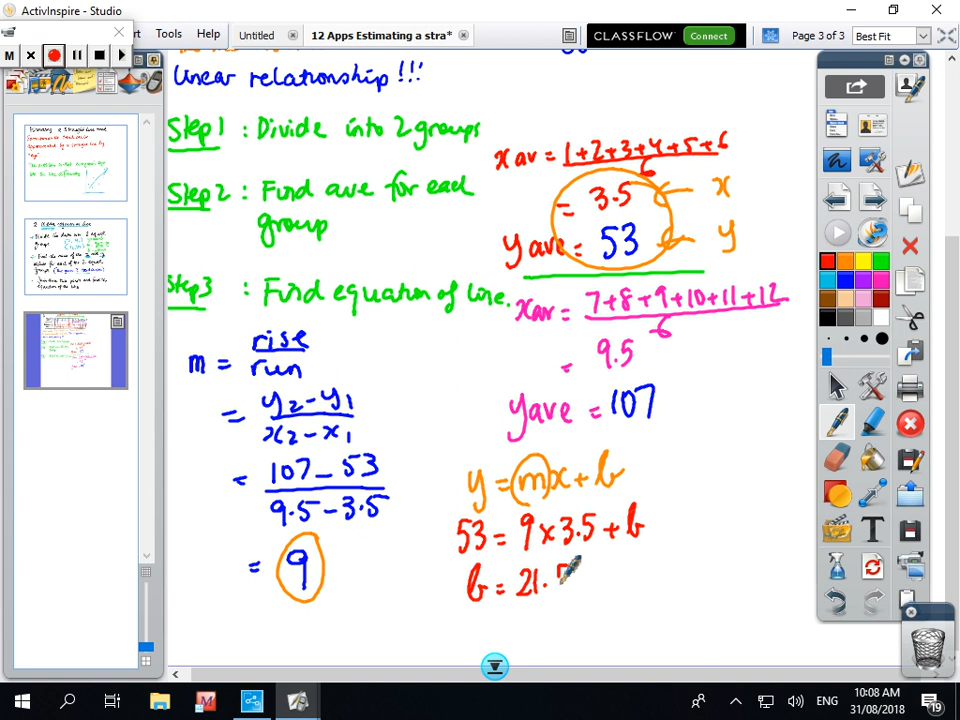 ActivInspire - Studio
Tools Help Untitled 12 Apps Estimating a stra* CLASSFLOW Connect Page 3 of 3 Best Fit
linear relationship!!!
Step 1 : Divide into 2 groups
x av = 1+2+3+4+5+6
6
Step 2 : Find ave for each
group
= 3.5 x
y ave = 53 y
Step 3 : Find equation of line.
x av = 7+8+9+10+11+12
6
= 9.5
y ave = 107
m = rise
run
= y2 - y1
x2 - x1
= 107 - 53
9.5 - 3.5
= 9
y = mx + b
53 = 9 x 3.5 + b
b = 21.5
ENG
10:08 AM
31/08/2018
19